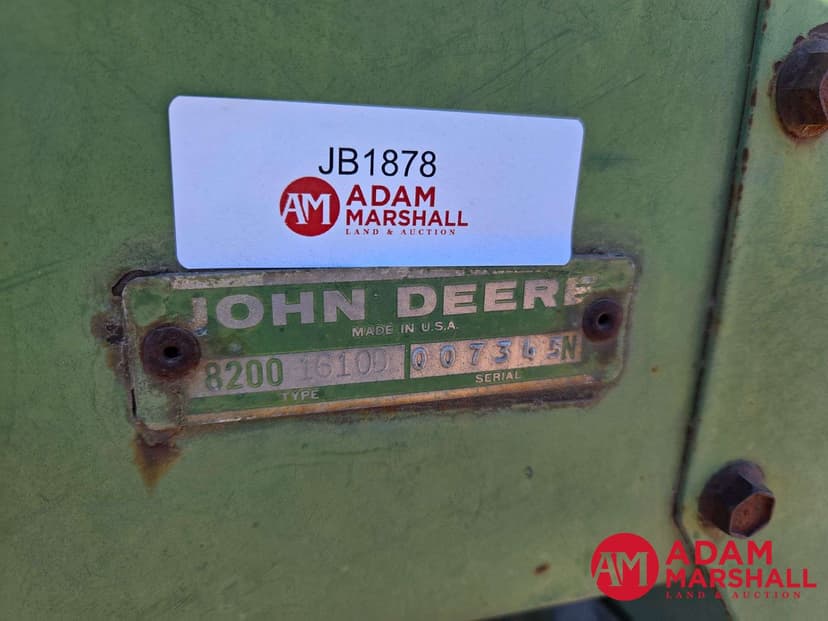 JB1878
AM ADAM
MARSHALL
LAND & AUCTION
JOHN DEERE
MADE IN U.S.A.
8200 1610D 007345N
TYPE SERIAL
AM ADAM
MARSHALL
LAND & AUCTION